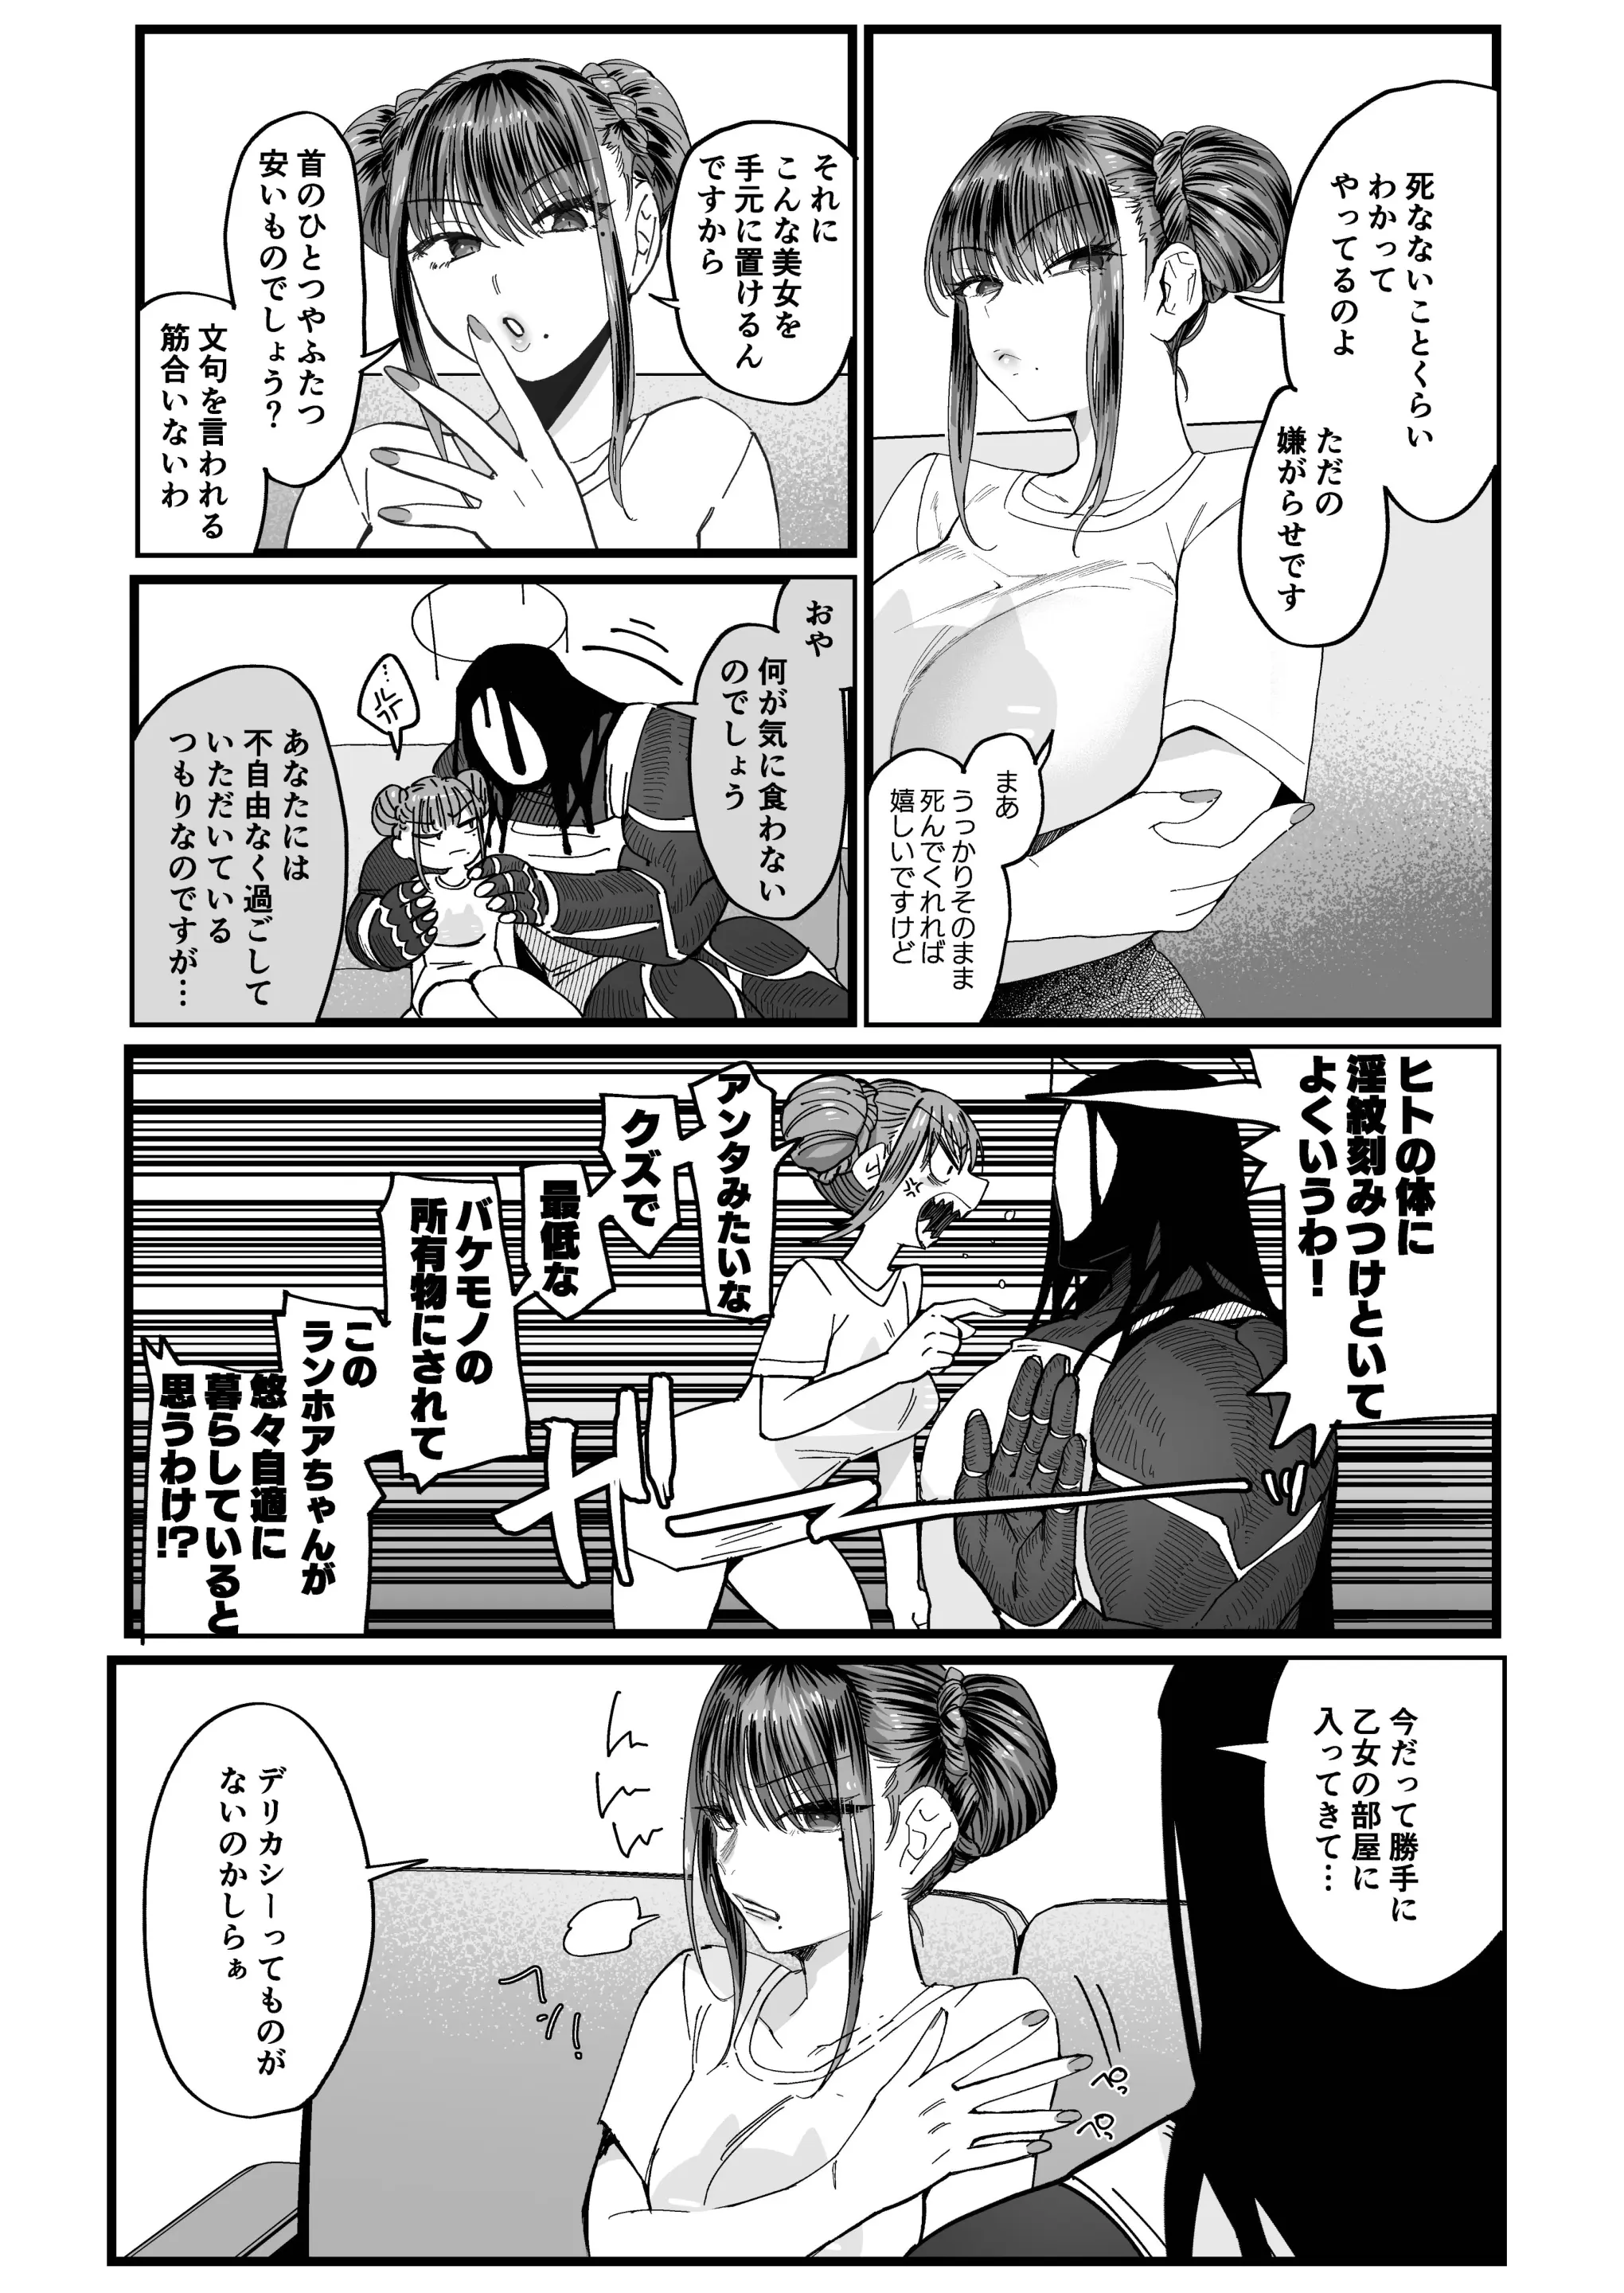 死なないことくらい
わかって
やってるのよ
ただの
嫌がらせです
まあ
うっかりそのまま
死んでくれれば
嬉しいですけど
それに
こんな美女を
手元に置けるん
ですから
首のひとつやふたつ
安いものでしょう?
文句を言われる
筋合いないわ
おや
何が気に食わない
のでしょう
…
あなたには
不自由なく過ごして
いただいている
つもりなのですが…
ヒトの体に
淫紋刻みつけといて
よくいうわ!
アンタみたいな
クズで
最低な
バケモノの
所有物にされて
この
ランホアちゃんが
悠々自適に
暮らしていると
思うわけ!?
今だって勝手に
乙女の部屋に
入ってきて…
ぺっ
ぺっ
デリカシーってものが
ないのかしらぁ